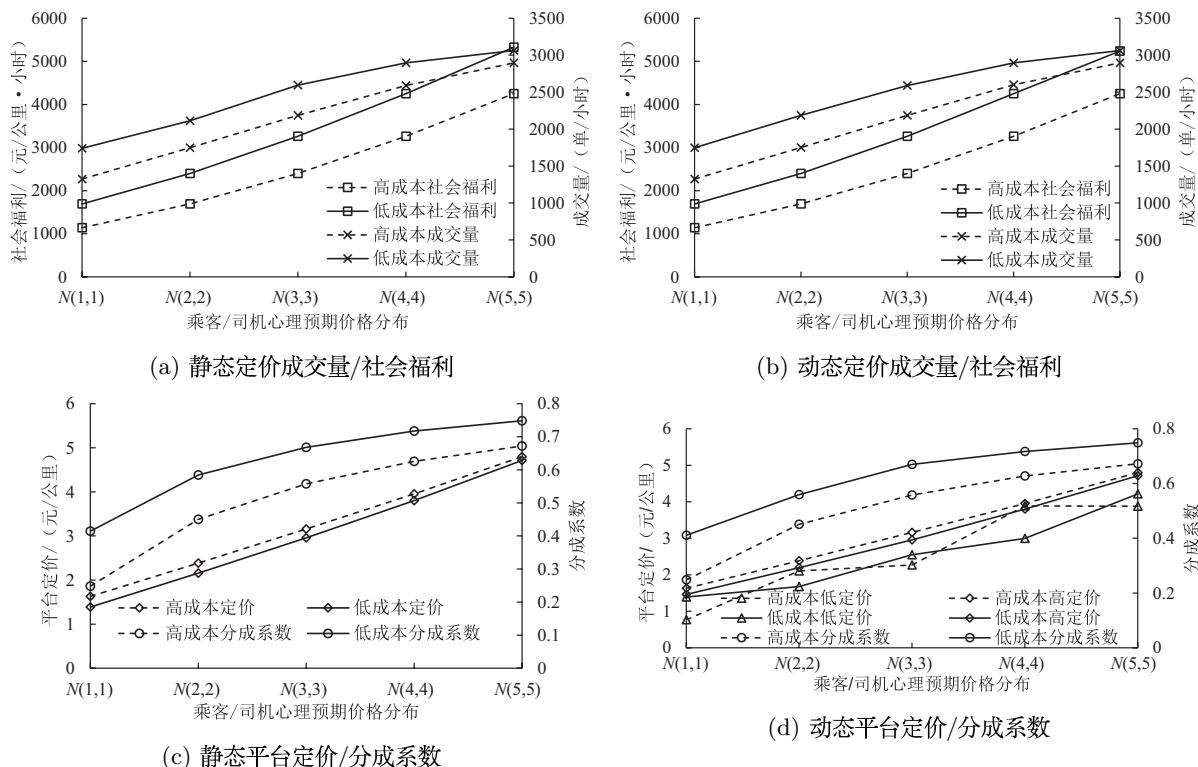 6000
5000
4000
3000
2000
1000
0
社会福利/（元/公里·小时）
3500
3000
2500
2000
1500
1000
500
0
成交量/（单/小时）
高成本社会福利
低成本社会福利
高成本成交量
低成本成交量
N(1,1) N(2,2) N(3,3) N(4,4) N(5,5)
乘客/司机心理预期价格分布
(a) 静态定价成交量/社会福利
6000
5000
4000
3000
2000
1000
0
社会福利/（元/公里·小时）
3500
3000
2500
2000
1500
1000
500
0
成交量/（单/小时）
高成本社会福利
低成本社会福利
高成本成交量
低成本成交量
N(1,1) N(2,2) N(3,3) N(4,4) N(5,5)
乘客/司机心理预期价格分布
(b) 动态定价成交量/社会福利
6
5
4
3
2
1
0
平台定价/（元/公里）
0.8
0.7
0.6
0.5
0.4
0.3
0.2
0.1
0
分成系数
高成本定价 低成本定价
高成本分成系数 低成本分成系数
N(1,1) N(2,2) N(3,3) N(4,4) N(5,5)
乘客/司机心理预期价格分布
(c) 静态平台定价/分成系数
6
5
4
3
2
1
0
平台定价/（元/公里）
0.8
0.6
0.4
0.2
0
分成系数
高成本低定价 高成本高定价
低成本低定价 低成本高定价
高成本分成系数 低成本分成系数
N(1,1) N(2,2) N(3,3) N(4,4) N(5,5)
乘客/司机心理预期价格分布
(d) 动态平台定价/分成系数